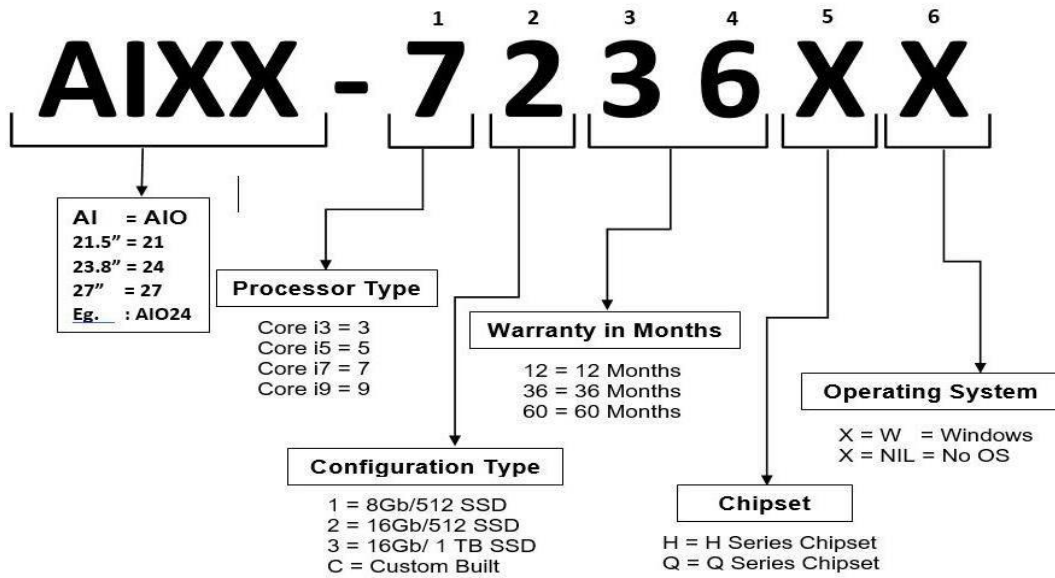 1 2 3 4 5 6
AIXX - 7 2 3 6 X X
AI = AIO
21.5” = 21
23.8” = 24
27” = 27
Eg. : AIO24
Processor Type
Core i3 = 3
Core i5 = 5
Core i7 = 7
Core i9 = 9
Configuration Type
1 = 8Gb/512 SSD
2 = 16Gb/512 SSD
3 = 16Gb/ 1 TB SSD
C = Custom Built
Warranty in Months
12 = 12 Months
36 = 36 Months
60 = 60 Months
Chipset
H = H Series Chipset
Q = Q Series Chipset
Operating System
X = W = Windows
X = NIL = No OS